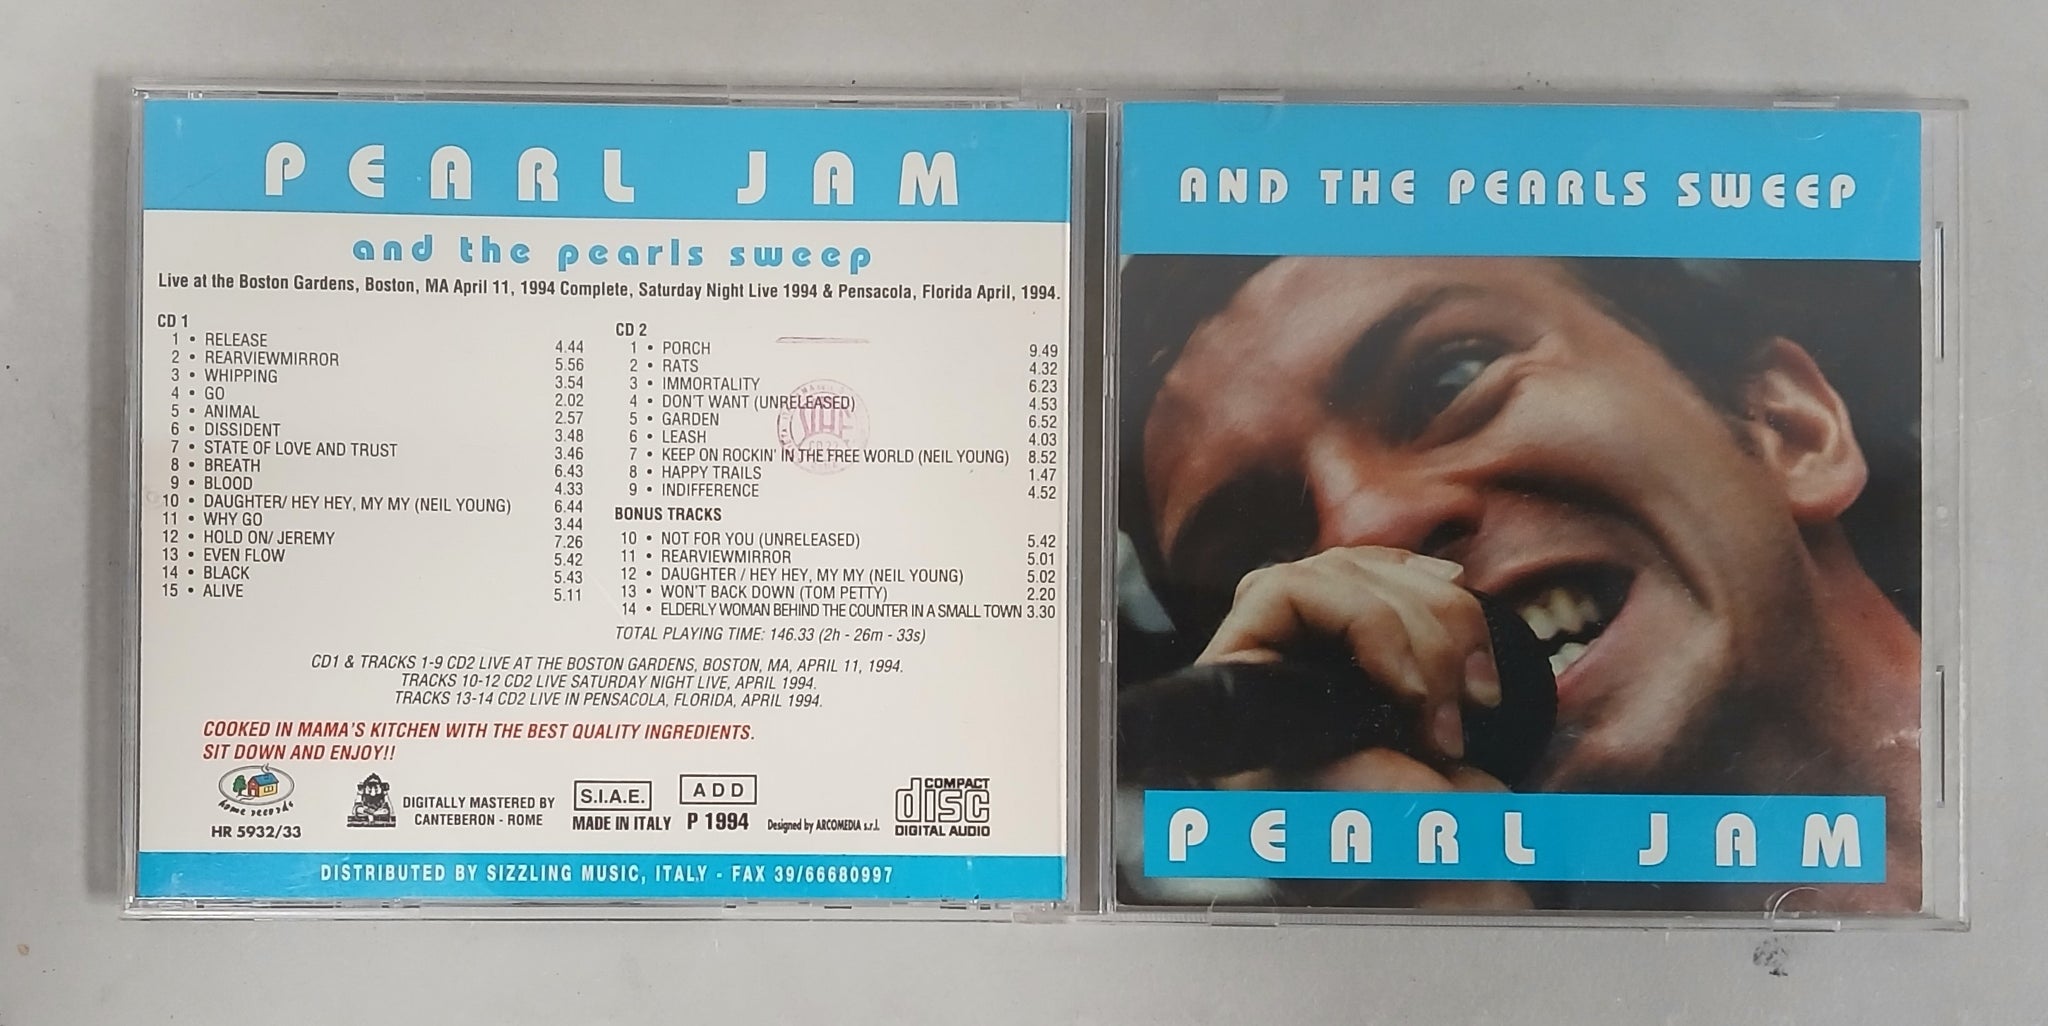 PEARL JAM
and the pearls sweep
Live at the Boston Gardens, Boston, MA April 11, 1994 Complete, Saturday Night Live 1994 & Pensacola, Florida April, 1994.
CD 1
1 • RELEASE 4.44
2 • REARVIEWMIRROR 5.56
3 • WHIPPING 3.54
4 • GO 2.02
5 • ANIMAL 2.57
6 • DISSIDENT 3.48
7 • STATE OF LOVE AND TRUST 3.46
8 • BREATH 6.43
9 • BLOOD 4.33
10 • DAUGHTER/ HEY HEY, MY MY (NEIL YOUNG) 6.44
11 • WHY GO 3.44
12 • HOLD ON/ JEREMY 7.26
13 • EVEN FLOW 5.42
14 • BLACK 5.43
15 • ALIVE 5.11
CD 2
1 • PORCH 9.49
2 • RATS 4.32
3 • IMMORTALITY 6.23
4 • DON'T WANT (UNRELEASED) 4.53
5 • GARDEN 6.52
6 • LEASH 4.03
7 • KEEP ON ROCKIN' IN THE FREE WORLD (NEIL YOUNG) 8.52
8 • HAPPY TRAILS 1.47
9 • INDIFFERENCE 4.52
BONUS TRACKS
10 • NOT FOR YOU (UNRELEASED) 5.42
11 • REARVIEWMIRROR 5.01
12 • DAUGHTER / HEY HEY, MY MY (NEIL YOUNG) 5.02
13 • WON'T BACK DOWN (TOM PETTY) 2.20
14 • ELDERLY WOMAN BEHIND THE COUNTER IN A SMALL TOWN 3.30
TOTAL PLAYING TIME: 146.33 (2h - 26m - 33s)
CD1 & TRACKS 1-9 CD2 LIVE AT THE BOSTON GARDENS, BOSTON, MA, APRIL 11, 1994.
TRACKS 10-12 CD2 LIVE SATURDAY NIGHT LIVE, APRIL 1994.
TRACKS 13-14 CD2 LIVE IN PENSACOLA, FLORIDA, APRIL 1994.
COOKED IN MAMA'S KITCHEN WITH THE BEST QUALITY INGREDIENTS.
SIT DOWN AND ENJOY!!
home records
HR 5932/33
DIGITALLY MASTERED BY
CANTEBERON - ROME
S.I.A.E.
MADE IN ITALY
ADD
P 1994
Designed by ARCOMEDIA s.r.l.
COMPACT
disc
DIGITAL AUDIO
DISTRIBUTED BY SIZZLING MUSIC, ITALY - FAX 39/66680997
AND THE PEARLS SWEEP
PEARL JAM